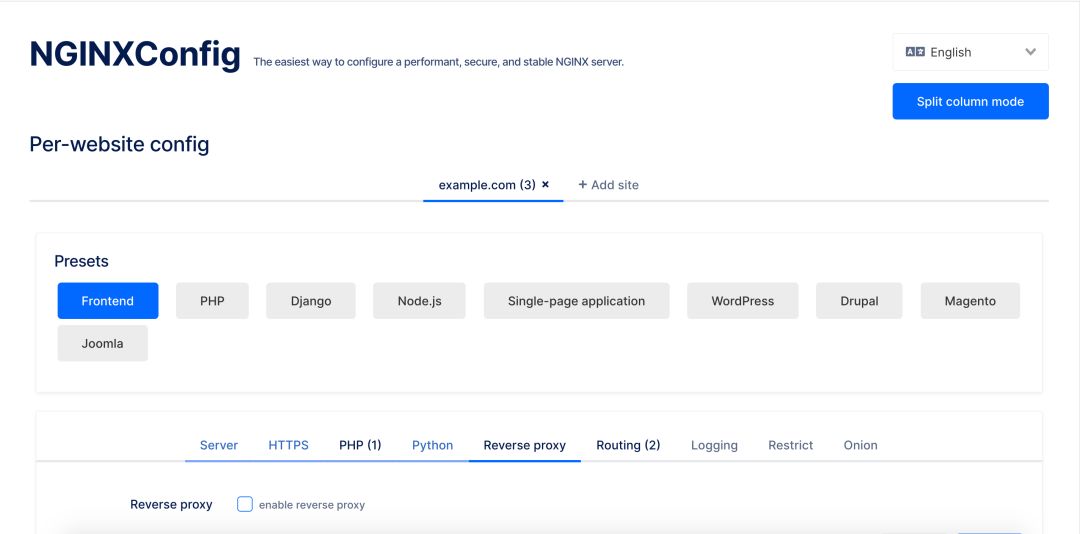 NGINXConfig The easiest way to configure a performant, secure, and stable NGINX server.
English
Split column mode
Per-website config
example.com (3) × + Add site
Presets
Frontend PHP Django Node.js Single-page application WordPress Drupal Magento
Joomla
Server HTTPS PHP (1) Python Reverse proxy Routing (2) Logging Restrict Onion
Reverse proxy enable reverse proxy